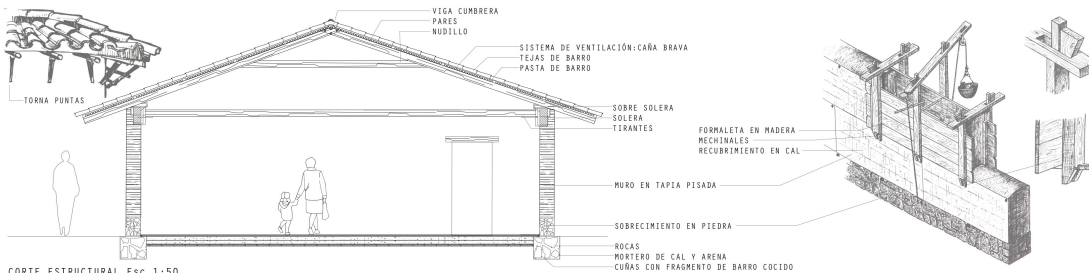 VIGA CUMBRERA
PARES
NUDILLO
SISTEMA DE VENTILACIÓN:CAÑA BRAVA
TEJAS DE BARRO
PASTA DE BARRO
TORNA PUNTAS
SOBRE SOLERA
SOLERA
TIRANTES
FORMALETA EN MADERA
MECHINALES
RECUBRIMIENTO EN CAL
MURO EN TAPIA PISADA
SOBRECIMIENTO EN PIEDRA
ROCAS
MORTERO DE CAL Y ARENA
CUÑAS CON FRAGMENTO DE BARRO COCIDO
CORTE ESTRUCTURAL Esc 1:50